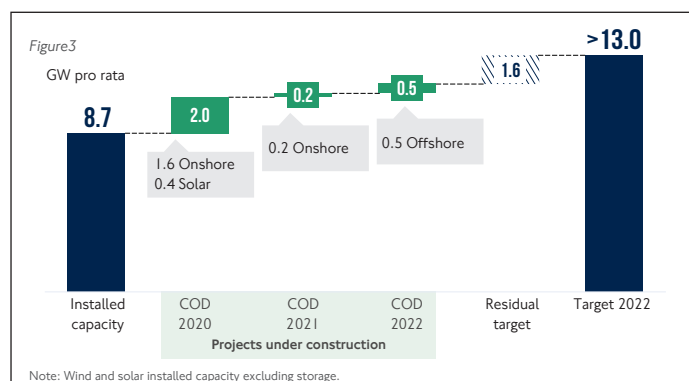 Figure3
GW pro rata
8.7
2.0
0.2
0.5
1.6
>13.0
1.6 Onshore
0.4 Solar
0.2 Onshore
0.5 Offshore
Installed capacity
COD 2020
COD 2021
COD 2022
Residual target
Target 2022
Projects under construction
Note: Wind and solar installed capacity excluding storage.